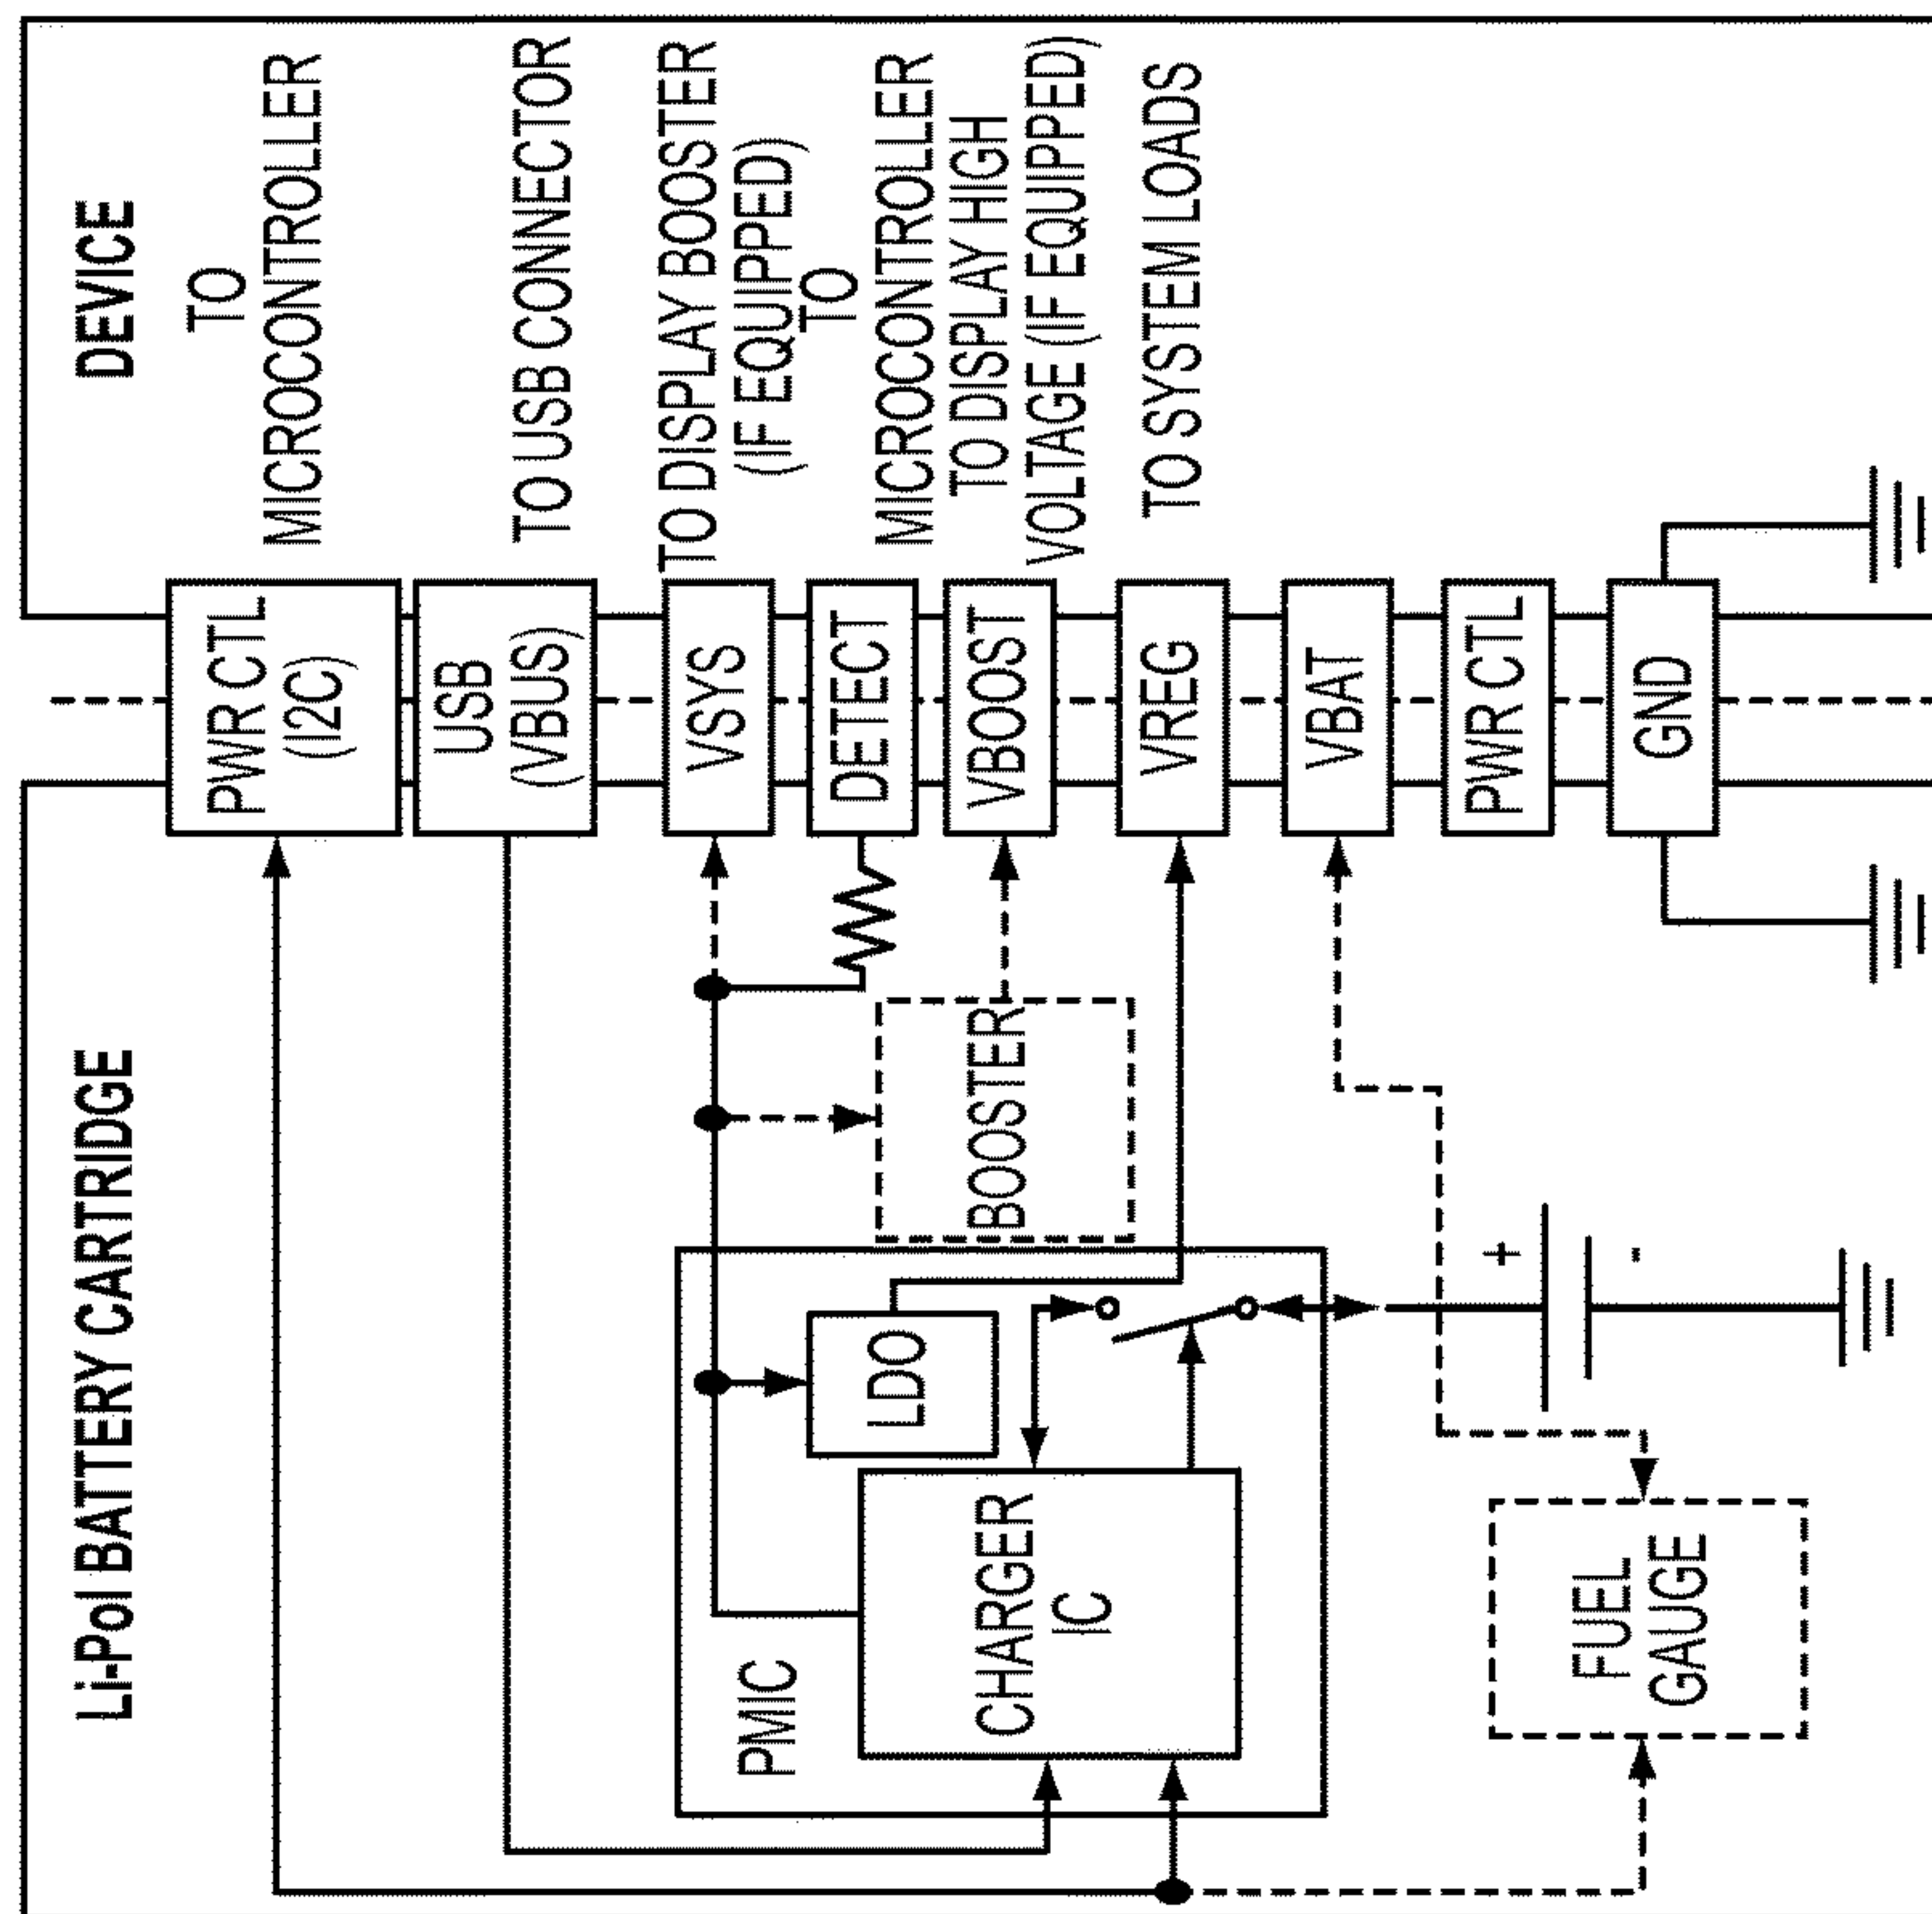 Li-Pol BATTERY CARTRIDGE
DEVICE
PWR CTL
(I2C)
TO
MICROCONTROLLER
USB
(VBUS)
TO USB CONNECTOR
PMIC
VSYS
TO DISPLAY BOOSTER
(IF EQUIPPED)
LDO
DETECT
TO
MICROCONTROLLER
CHARGER
IC
BOOSTER
VBOOST
TO DISPLAY HIGH
VOLTAGE (IF EQUIPPED)
VREG
TO SYSTEM LOADS
VBAT
+
-
PWR CTL
FUEL
GAUGE
GND